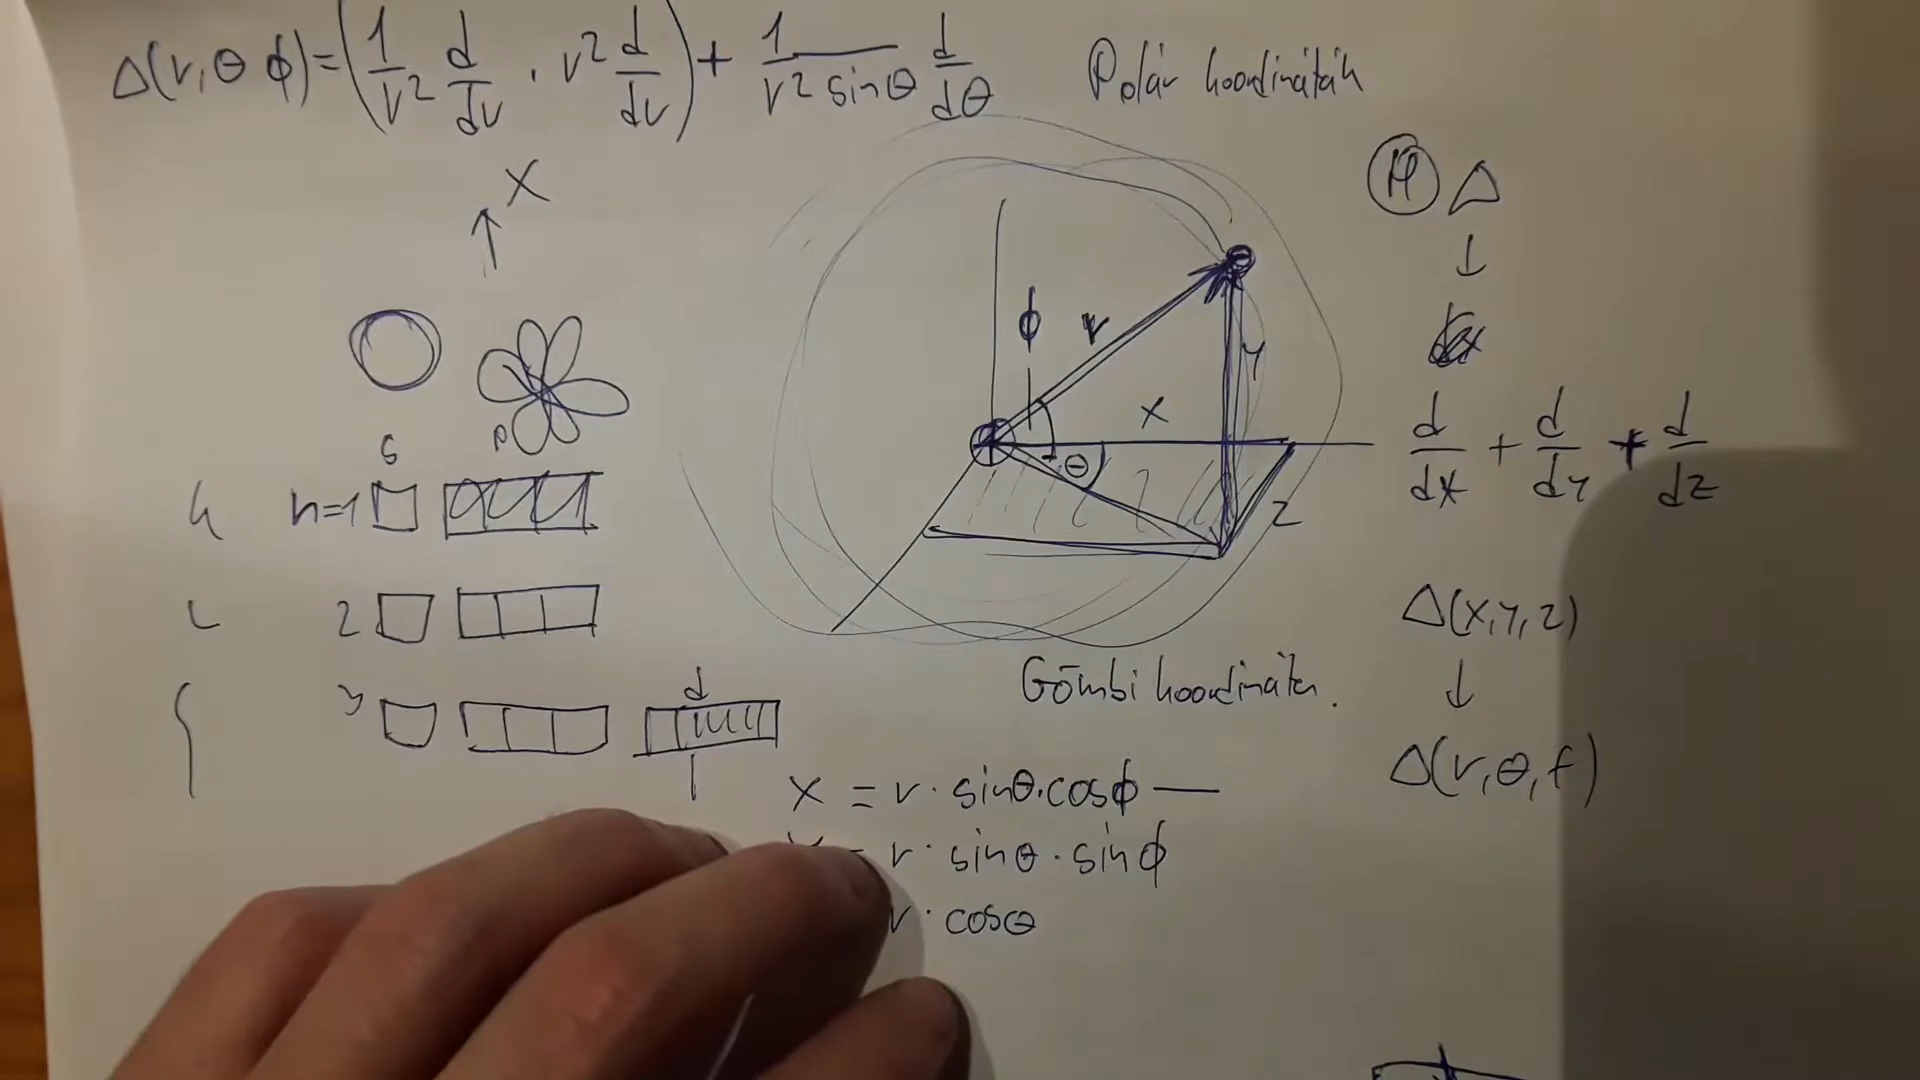 Δ(r,θ ϕ)=(1/r² d/dr · r² d/dr)+ 1/r² sinθ d/dθ
Polár koordináták
X
Ĥ Δ
↓
ϕ
r
y
x
θ
z
d/dx + d/dy + d/dz
s
p
n=1
2
3
d
Δ(x,y,z)
↓
Δ(r,θ,f)
Gömbi koordináta.
x = r · sinθ·cosϕ —
= r · sinθ · sinϕ
r · cosθ